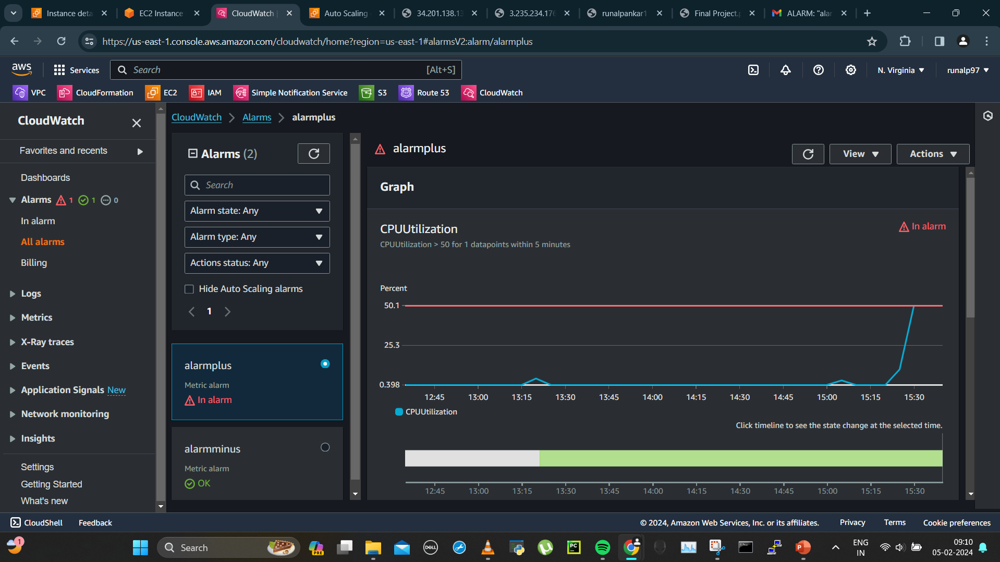 Instance deta
EC2 Instance
CloudWatch
Auto Scaling
34.201.138.13
3.235.234.176
runalpankar1
Final Project.
ALARM: "alar
https://us-east-1.console.aws.amazon.com/cloudwatch/home?region=us-east-1#alarmsV2:alarm/alarmplus
aws
Services
Search
[Alt+S]
N. Virginia
runalp97
VPC
CloudFormation
EC2
IAM
Simple Notification Service
S3
Route 53
CloudWatch
CloudWatch
Favorites and recents
Dashboards
Alarms 1 1 0
In alarm
All alarms
Billing
Logs
Metrics
X-Ray traces
Events
Application Signals New
Network monitoring
Insights
Settings
Getting Started
What's new
CloudWatch
Alarms
alarmplus
Alarms (2)
Search
Alarm state: Any
Alarm type: Any
Actions status: Any
Hide Auto Scaling alarms
1
alarmplus
Metric alarm
In alarm
alarmminus
Metric alarm
OK
alarmplus
View
Actions
Graph
CPUUtilization
In alarm
CPUUtilization > 50 for 1 datapoints within 5 minutes
Percent
50.1
25.3
0.398
12:45 13:00 13:15 13:30 13:45 14:00 14:15 14:30 14:45 15:00 15:15 15:30
CPUUtilization
Click timeline to see the state change at the selected time.
12:45 13:00 13:15 13:30 13:45 14:00 14:15 14:30 14:45 15:00 15:15 15:30
CloudShell
Feedback
© 2024, Amazon Web Services, Inc. or its affiliates.
Privacy
Terms
Cookie preferences
1
Search
PRE
DELL
PC
P
ENG
IN
09:10
05-02-2024